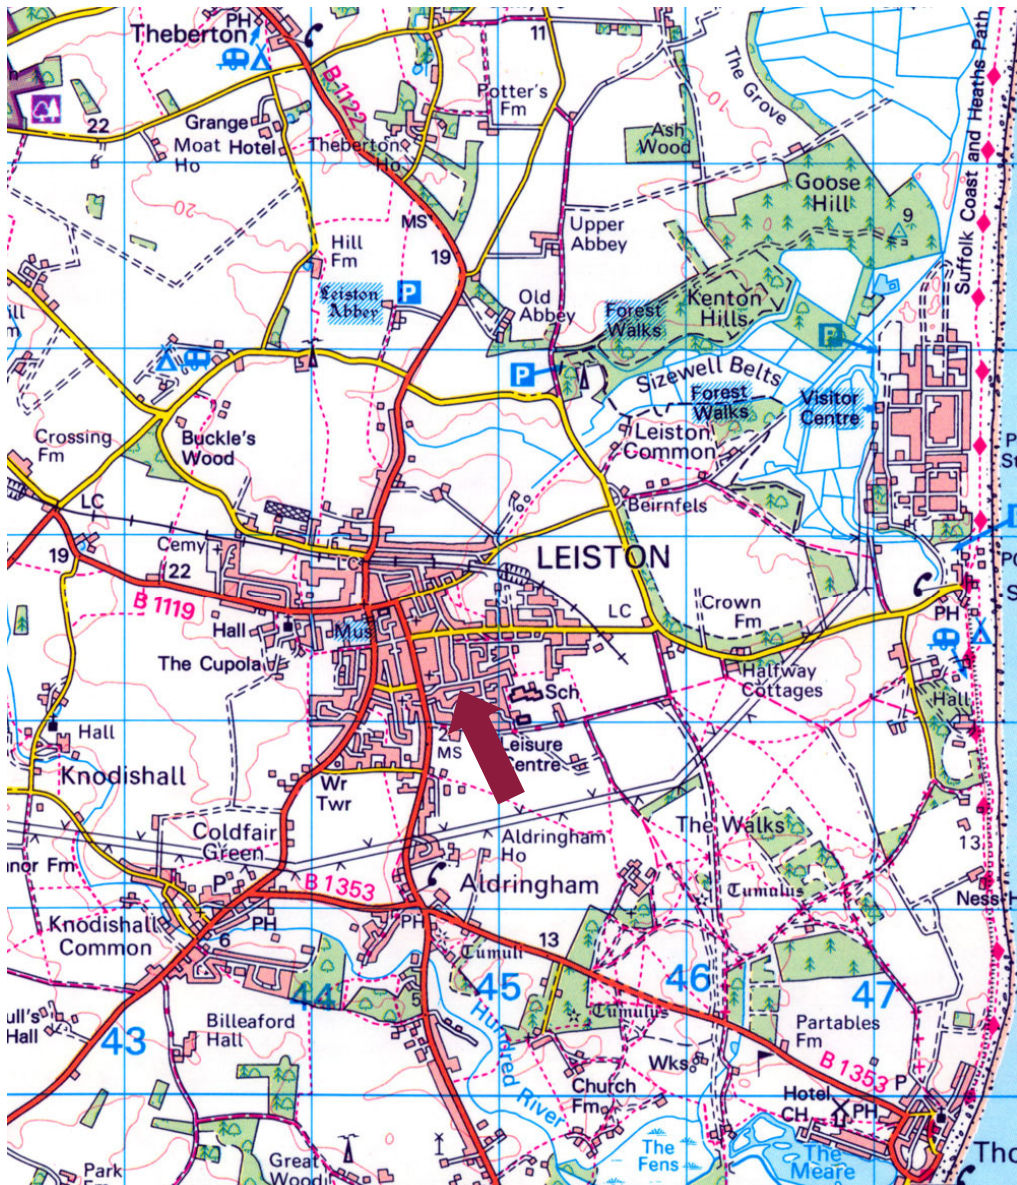 PH
Theberton
11
B 1122
The Grove
Suffolk Coast and Heaths Path
22
Grange
Moat Hotel
Ho
Potter's
Fm
Theberton
Ho
10
Ash
Wood
Goose
Hill
20
MS
9
Hill
Fm
19
Upper
Abbey
Leiston
Abbey
P
Old
Abbey
Forest
Walks
Kenton
Hills
P
P
Sizewell Belts
Forest
Walks
Visitor
Centre
Crossing
Fm
Buckle's
Wood
Leiston
Common
LC
Beirnfels
Cemy
LC
LEISTON
19
22
B 1119
LC
Crown
Fm
PH
Hall
Mus
The Cupola
Halfway
Cottages
Sch
Hall
Hall
MS
Leisure
Centre
Knodishall
Wr
Twr
Coldfair
Green
Aldringham
Ho
The Walks
13
P
B 1353
Aldringham
Tumulus
Knodishall
Common
PH
6
PH
Tumuli
13
44
45
46
47
5
Tumulus
43
Billeaford
Hall
Hundred River
Partables
Fm
Wks
B 1353
Church
Fm
P
Hotel
CH
PH
The
Fens
The
Meare
Park
Great